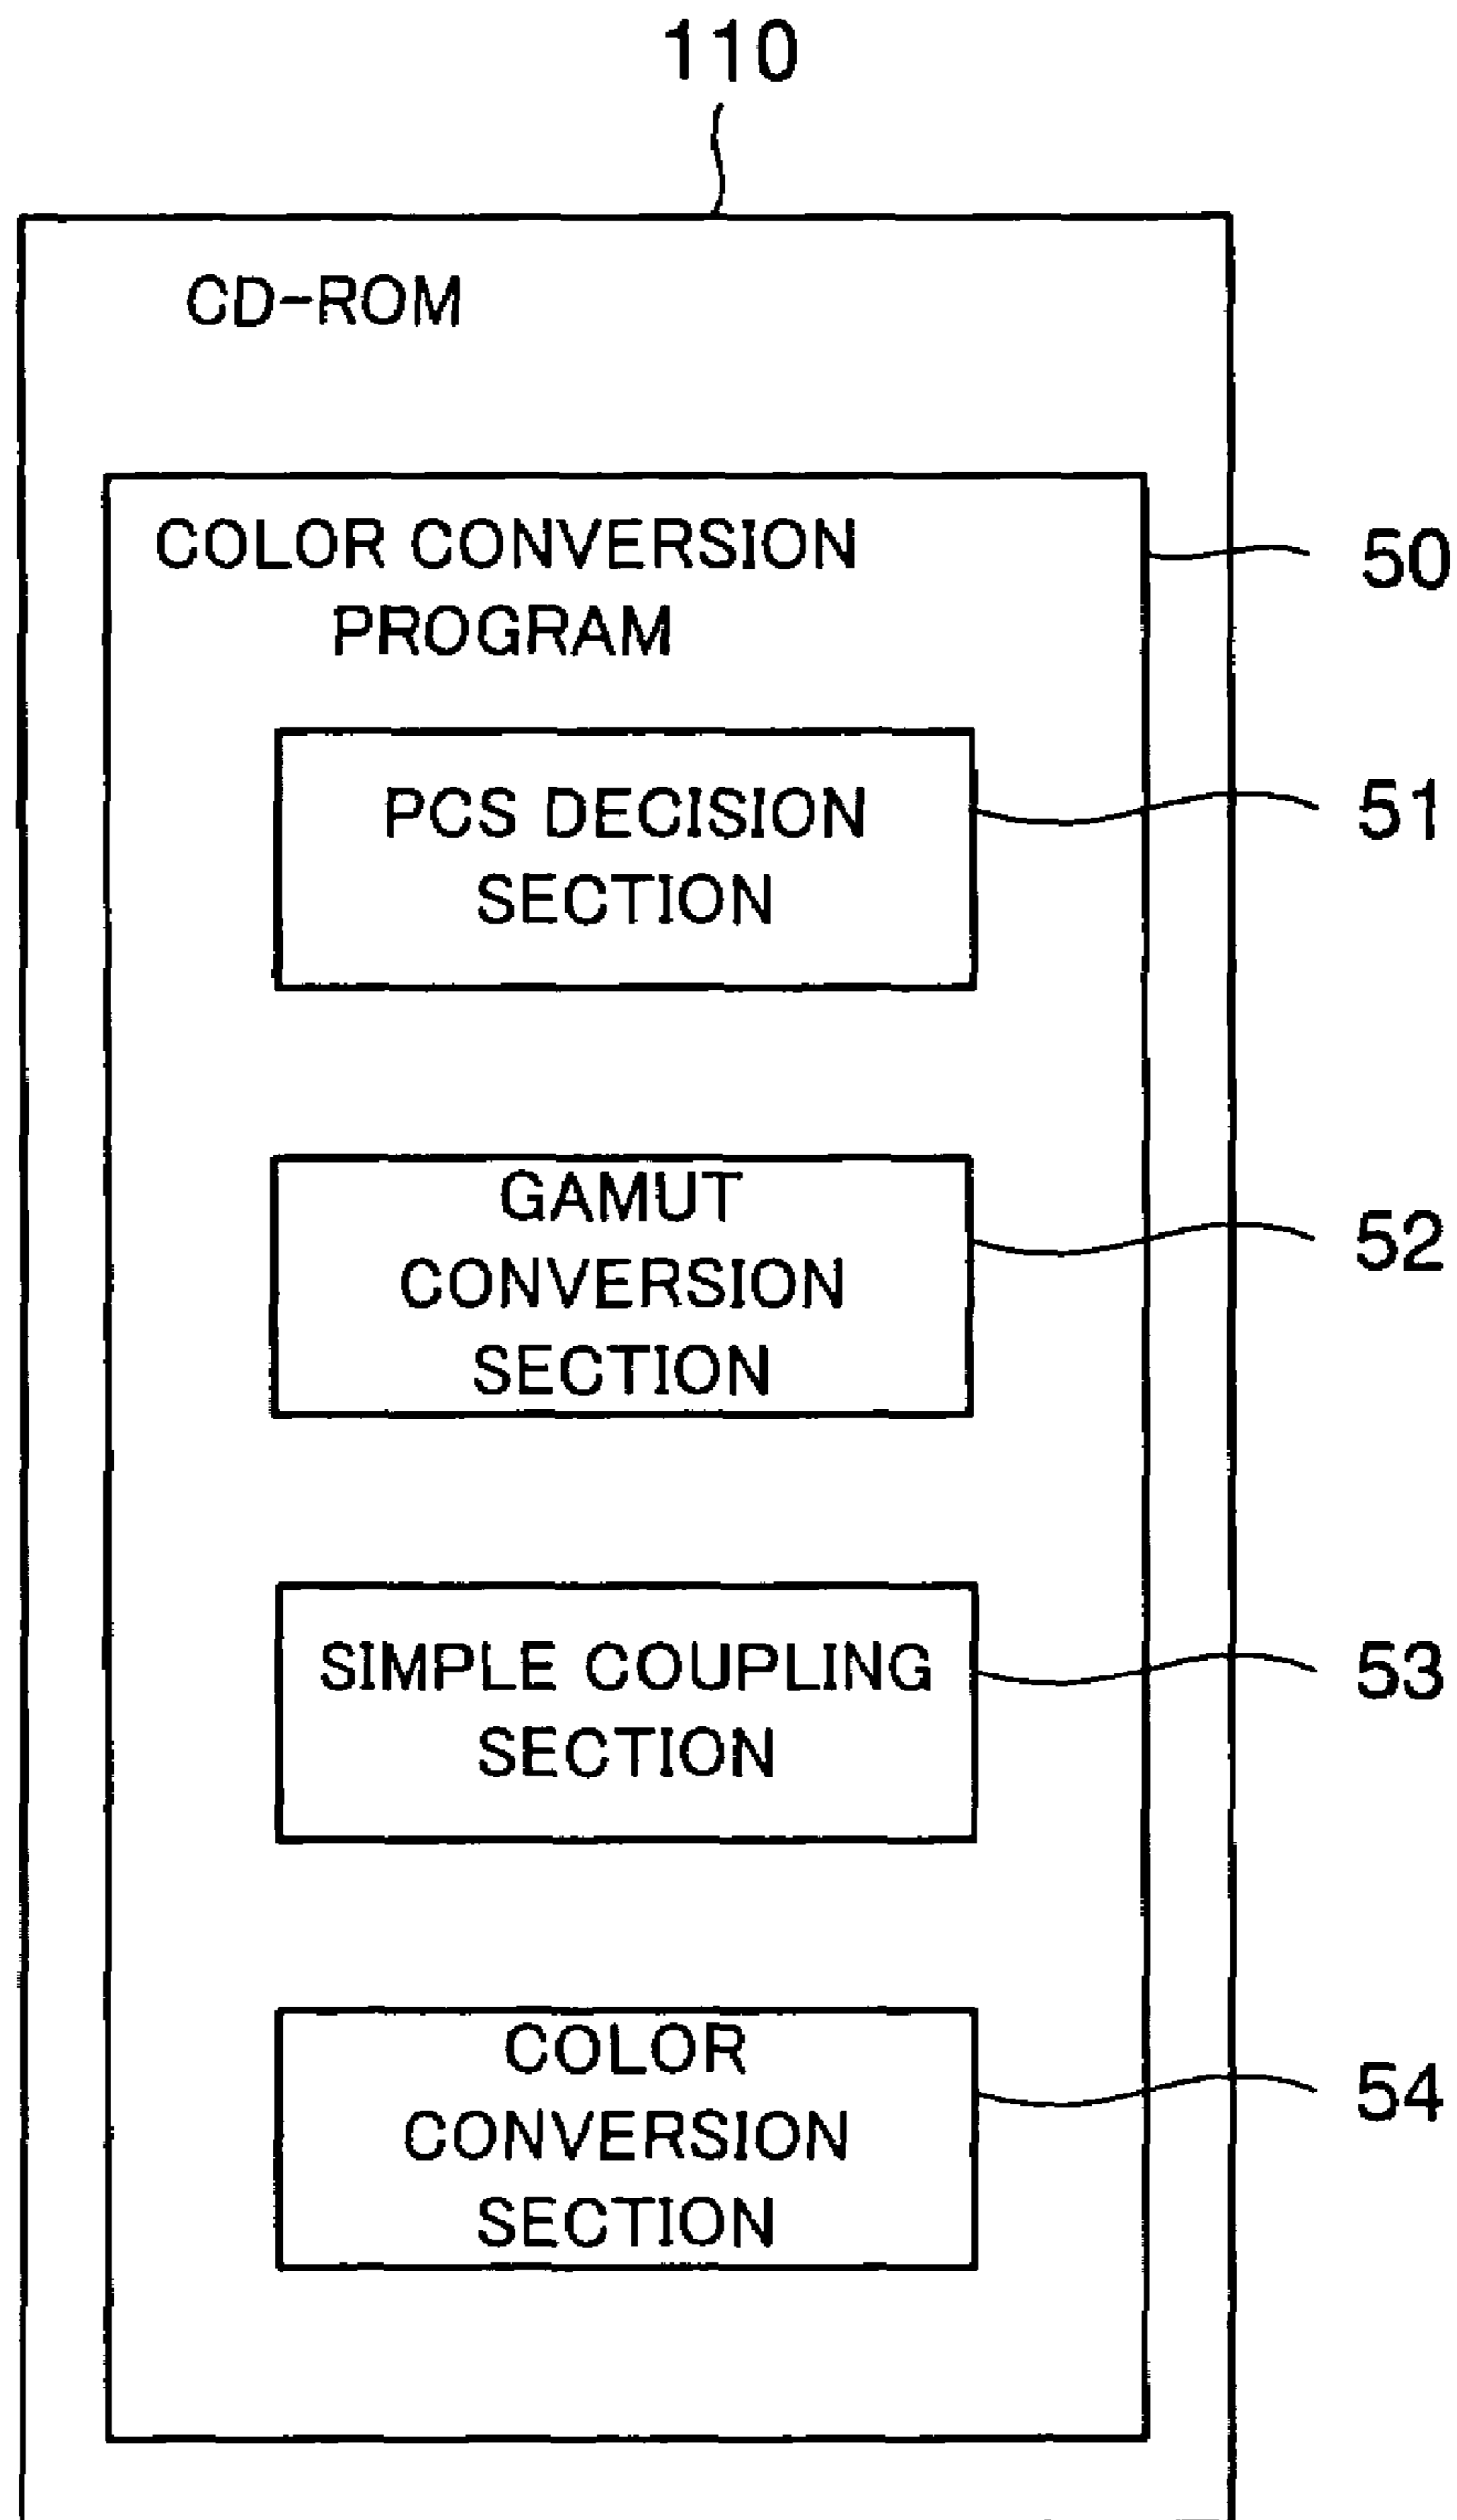 110
CD-ROM
COLOR CONVERSION
PROGRAM
50
PCS DECISION
SECTION
51
GAMUT
CONVERSION
SECTION
52
SIMPLE COUPLING
SECTION
53
COLOR
CONVERSION
SECTION
54